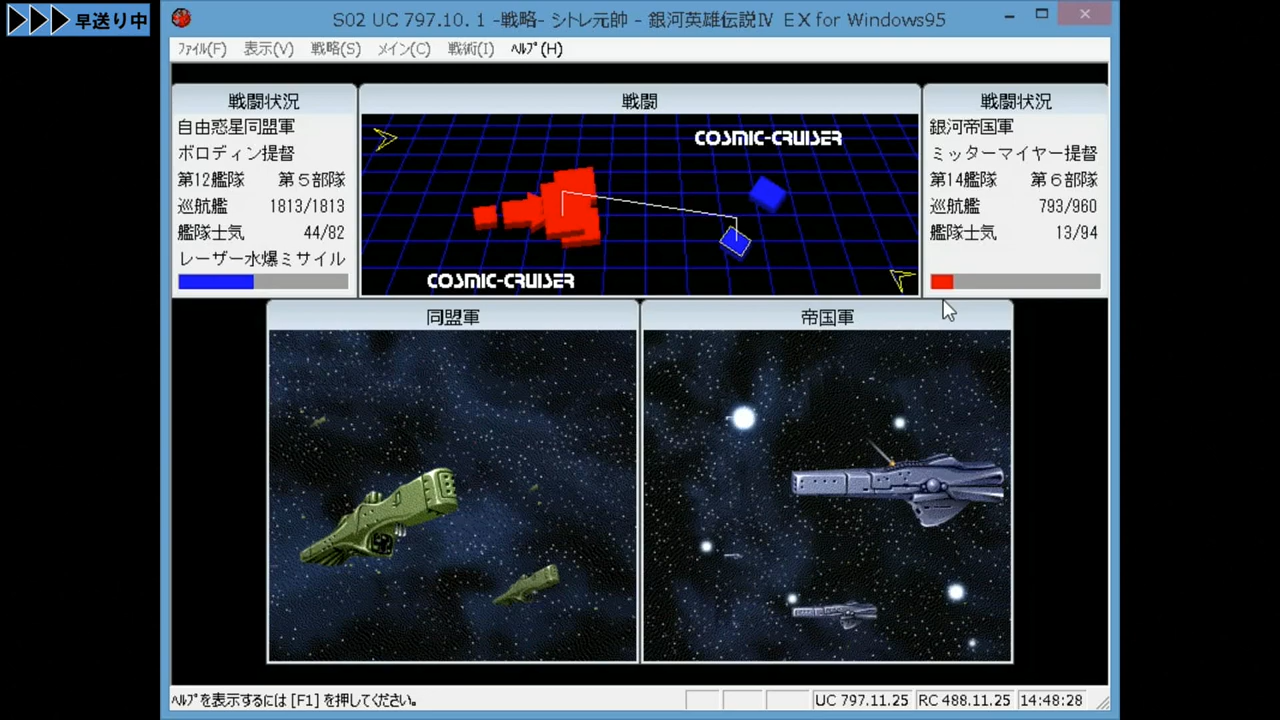 早送り中
S02 UC 797.10. 1 -戦略- シトレ元帥 - 銀河英雄伝説Ⅳ EX for Windows95
ﾌｧｲﾙ(F) 表示(V) 戦略(S) メイン(C) 戦術(I) ﾍﾙﾌﾟ(H)
戦闘状況
自由惑星同盟軍
ボロディン提督
第12艦隊 第５部隊
巡航艦 1813/1813
艦隊士気 44/82
レーザー水爆ミサイル
戦闘
COSMIC-CRUISER
COSMIC-CRUISER
戦闘状況
銀河帝国軍
ミッターマイヤー提督
第14艦隊 第６部隊
巡航艦 793/960
艦隊士気 13/94
同盟軍
帝国軍
ﾍﾙﾌﾟを表示するには [F1] を押してください。
UC 797.11.25 RC 488.11.25 14:48:28